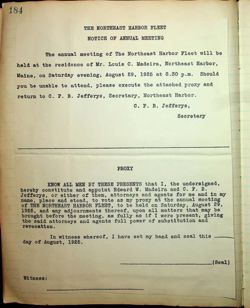 184
THE NORTHEAST HARBOR FLEET
NOTICE OF ANNUAL MEETING
The annual meeting of The Northeast Harbor Fleet will be
held at the residence of Mr. Louis C. Madeira, Northeast Harbor,
Maine, on Saturday evening, August 29, 1925 at 8.30 p.m. Should
you be unable to attend, please execute the attached proxy and
return to C. F. B. Jefferys, Secretary, Northeast Harbor.
C. F. B. Jefferys,
Secretary
PROXY
KNOW ALL MEN BY THESE PRESENTS that I, the undersigned,
hereby constitute and appoint Edward W. Madeira and C. F. B.
Jefferys, or either of them, attorneys and agents for me and in my
name, place and stead, to vote as my proxy at the annual meeting
of THE NORTHEAST HARBOR FLEET, to be held on Saturday, August 29,
1925, and any adjournments thereof, upon all matters that may be
brought before the meeting, as fully as if I were present, giving
the said attorneys and agents full power of substitution and
revocation.
In witness whereof, I have set my hand and seal this
day of August, 1925.
(Seal)
Witness: